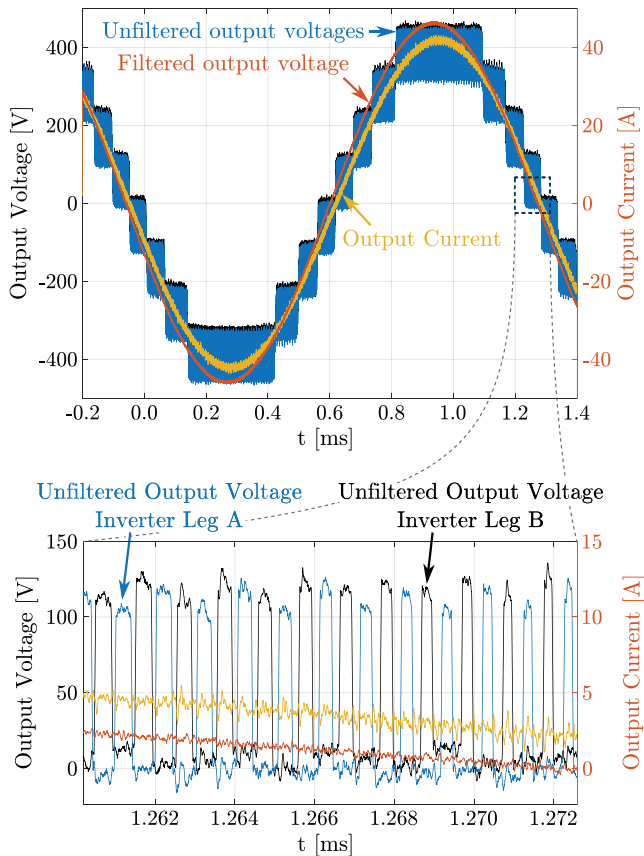 Unfiltered output voltages
Filtered output voltage
Output Current
Output Voltage [V]
Output Current [A]
400
200
0
-200
-400
40
20
0
-20
-40
-0.2 0.0 0.2 0.4 0.6 0.8 1.0 1.2 1.4
t [ms]
Unfiltered Output Voltage
Inverter Leg A
Unfiltered Output Voltage
Inverter Leg B
Output Voltage [V]
Output Current [A]
150
100
50
0
15
10
5
0
1.262 1.264 1.266 1.268 1.270 1.272
t [ms]